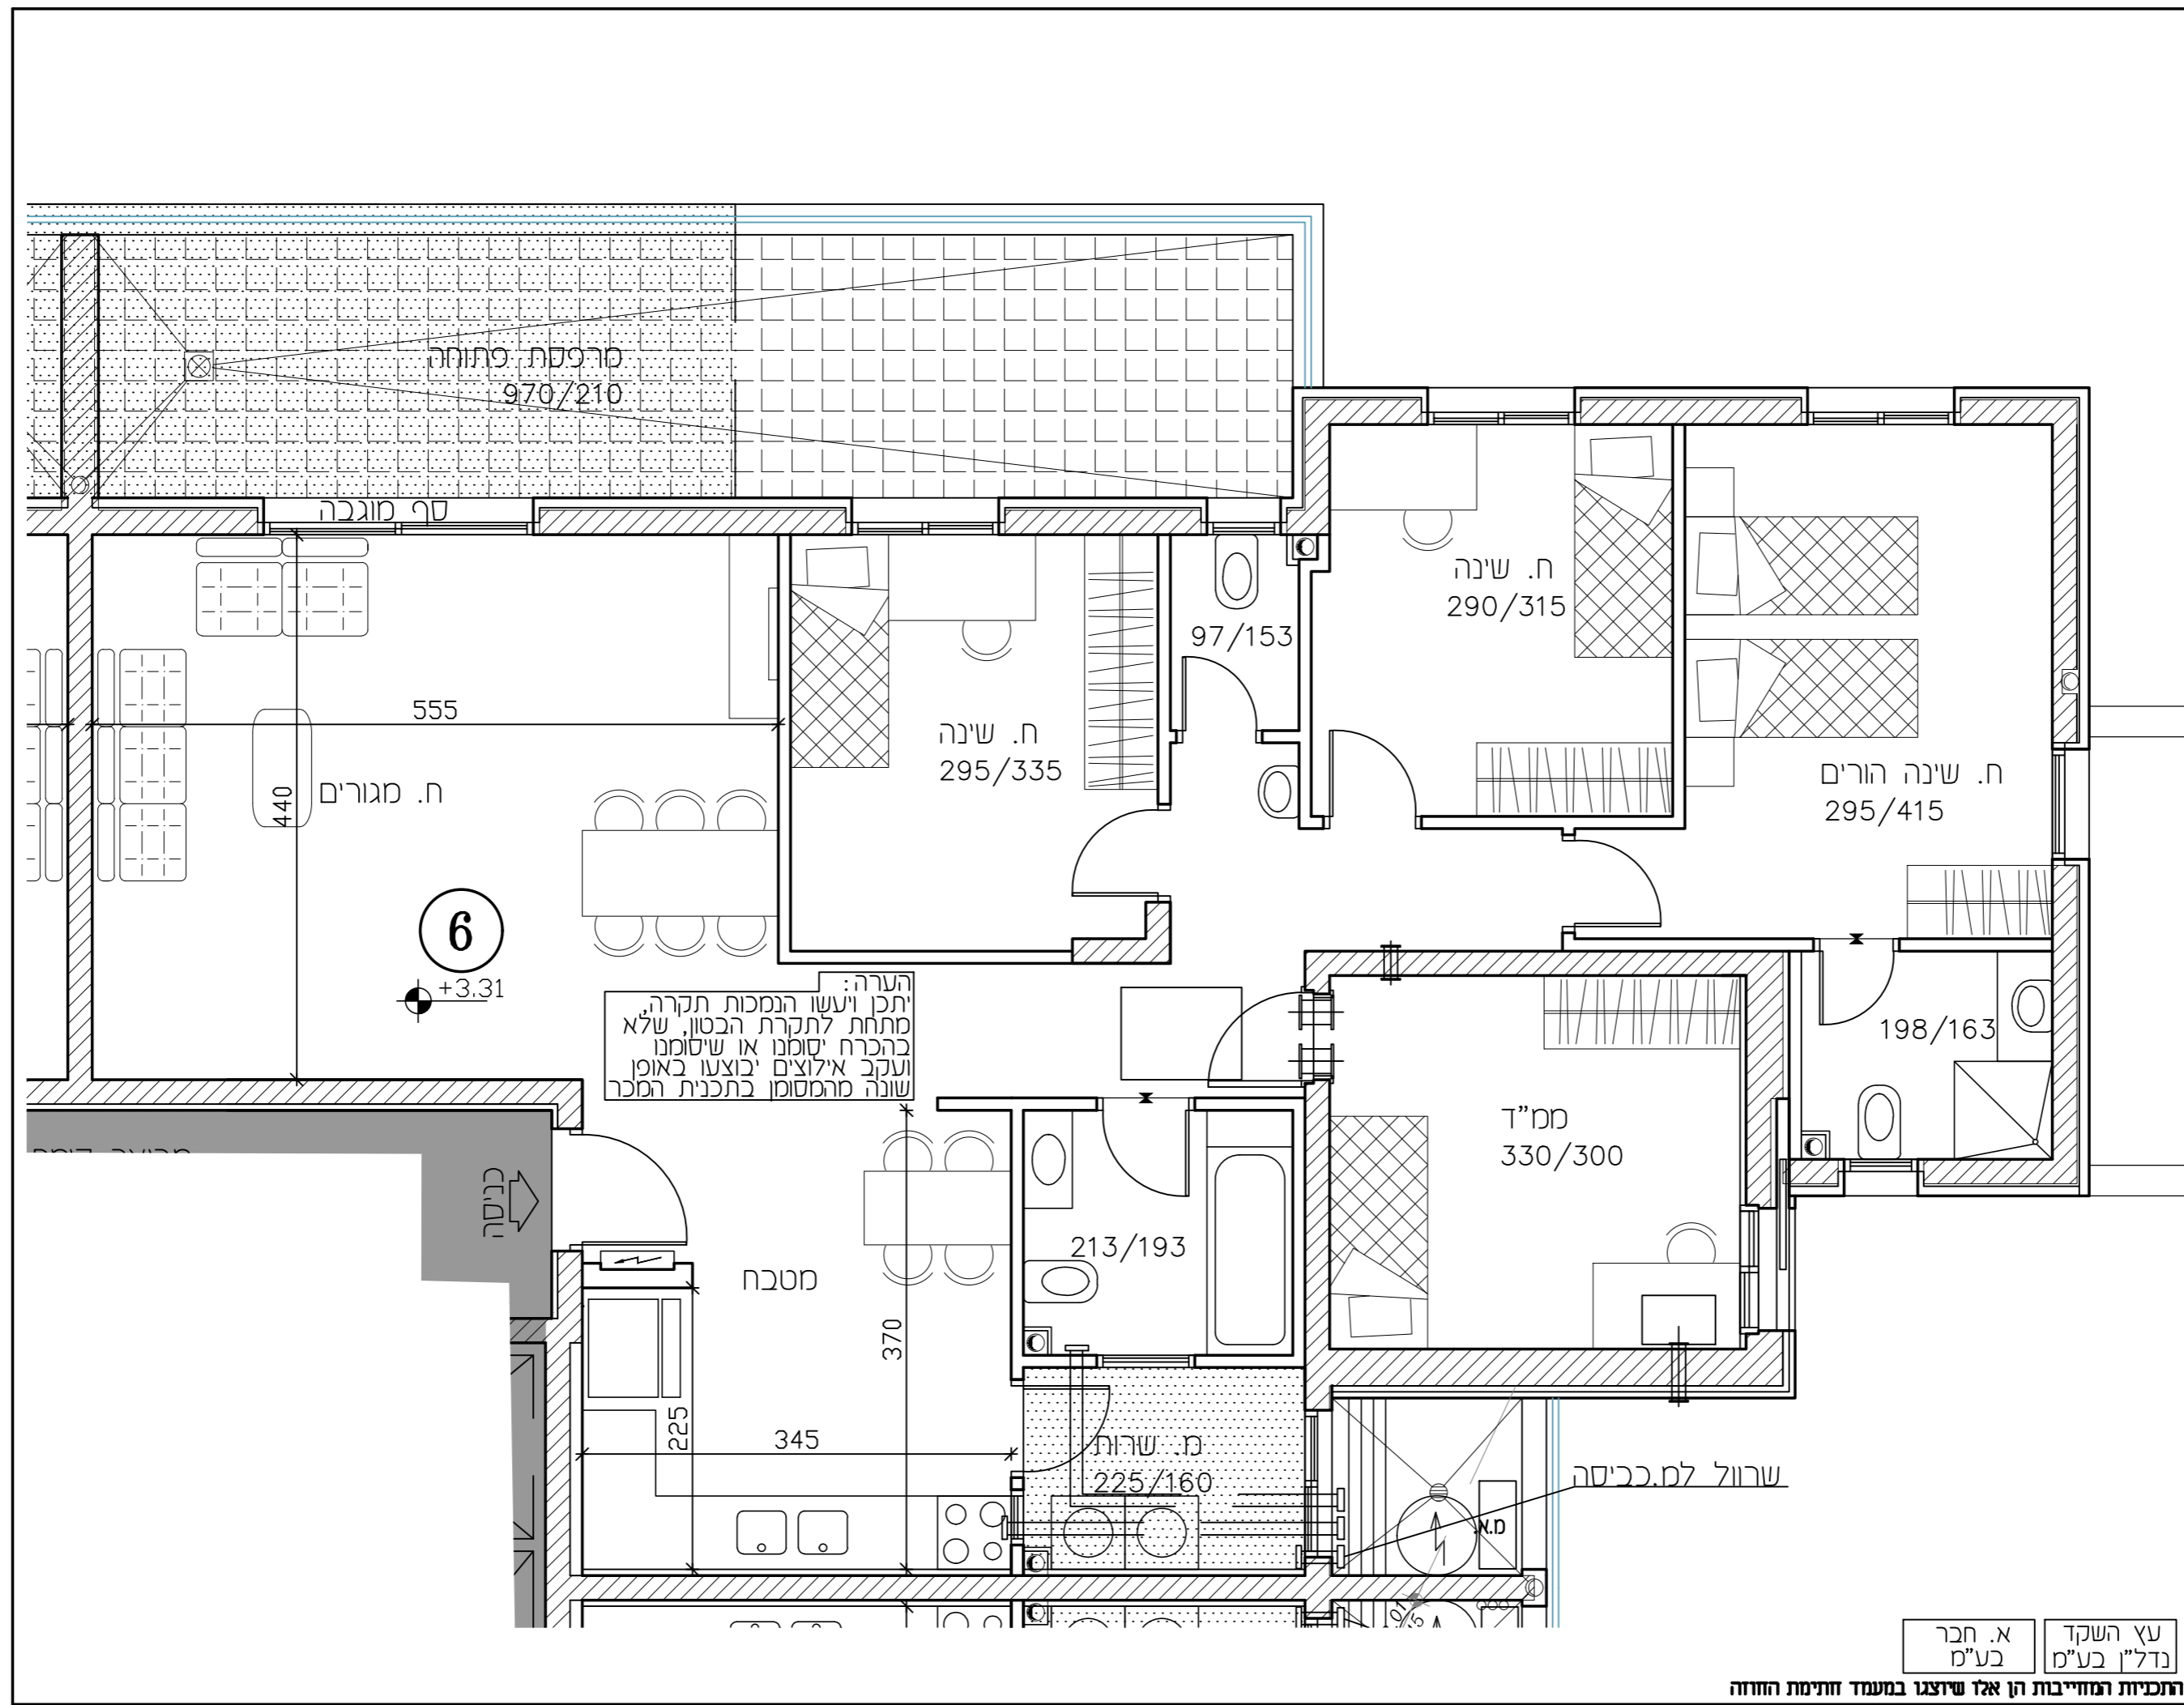 מרפסת פתוחה
970/210
סף מוגבה
ח. שינה
290/315
97/153
555
ח. שינה
295/335
ח. מגורים
440
ח. שינה הורים
295/415
6
+3.31
הערה:
יתכן ויעשו הנמכות תקרה,
מתחת לתקרת הבטון, שלא
בהכרח יסומנו או שיסומנו
ועקב אילוצים יבוצעו באופן
שונה מהמסומן בתכנית המכר
198/163
ממ"ד
330/300
כניסה
213/193
מטבח
370
225
345
מ. שרות
225/160
שרוול למ.כביסה
מ.א.
עץ השקד
נדל"ן בע"מ
א. חבר
בע"מ
התכניות המחייבות הן אלו שיוצגו במעמד חתימת החוזה